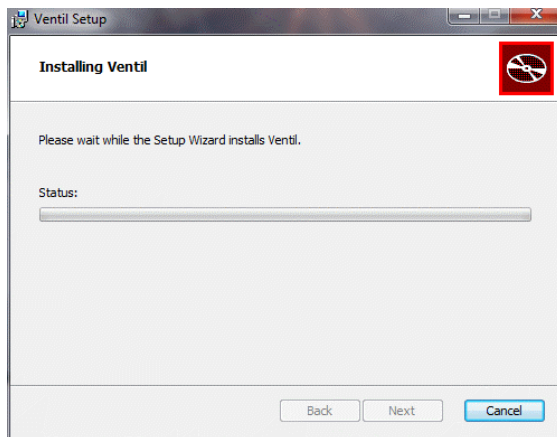 Ventil Setup
Installing Ventil
Please wait while the Setup Wizard installs Ventil.
Status:
Back
Next
Cancel